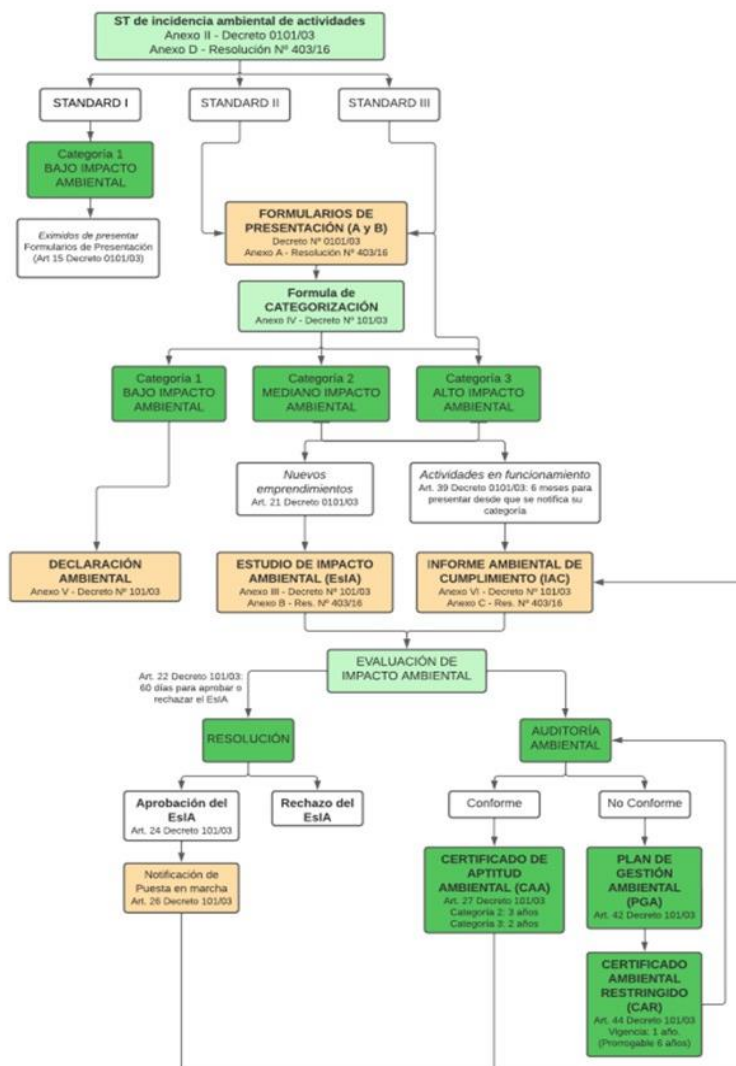 ST de incidencia ambiental de actividades
Anexo II - Decreto 0101/03
Anexo D - Resolución Nº 403/16
STANDARD I
STANDARD II
STANDARD III
Categoría 1
BAJO IMPACTO
AMBIENTAL
Eximidos de presentar
Formularios de Presentación
(Art 15 Decreto 0101/03)
FORMULARIOS DE
PRESENTACIÓN (A y B)
Decreto Nº 0101/03
Anexo A - Resolución Nº 403/16
Formula de
CATEGORIZACIÓN
Anexo IV - Decreto Nº 101/03
Categoría 1
BAJO IMPACTO
AMBIENTAL
Categoría 2
MEDIANO IMPACTO
AMBIENTAL
Categoría 3
ALTO IMPACTO
AMBIENTAL
Nuevos
emprendimientos
Art. 21 Decreto 0101/03
Actividades en funcionamiento
Art. 39 Decreto 0101/03: 6 meses para
presentar desde que se notifica su
categoría
DECLARACIÓN
AMBIENTAL
Anexo V - Decreto Nº 101/03
ESTUDIO DE IMPACTO
AMBIENTAL (EsIA)
Anexo III - Decreto Nº 101/03
Anexo B - Res. Nº 403/16
INFORME AMBIENTAL DE
CUMPLIMIENTO (IAC)
Anexo VI - Decreto Nº 101/03
Anexo C - Res. Nº 403/16
EVALUACIÓN DE
IMPACTO AMBIENTAL
Art. 22 Decreto 101/03:
60 días para aprobar o
rechazar el EsIA
RESOLUCIÓN
AUDITORÍA
AMBIENTAL
Aprobación del
EsIA
Art. 24 Decreto 101/03
Rechazo del
EsIA
Conforme
No Conforme
Notificación de
Puesta en marcha
Art. 26 Decreto 101/03
CERTIFICADO DE
APTITUD
AMBIENTAL (CAA)
Art. 27 Decreto 101/03
Categoría 2: 3 años
Categoría 3: 2 años
PLAN DE
GESTIÓN
AMBIENTAL
(PGA)
Art. 42 Decreto 101/03
CERTIFICADO
AMBIENTAL
RESTRINGIDO
(CAR)
Art. 44 Decreto 101/03
Vigencia: 1 año.
(Prorrogable 6 años)